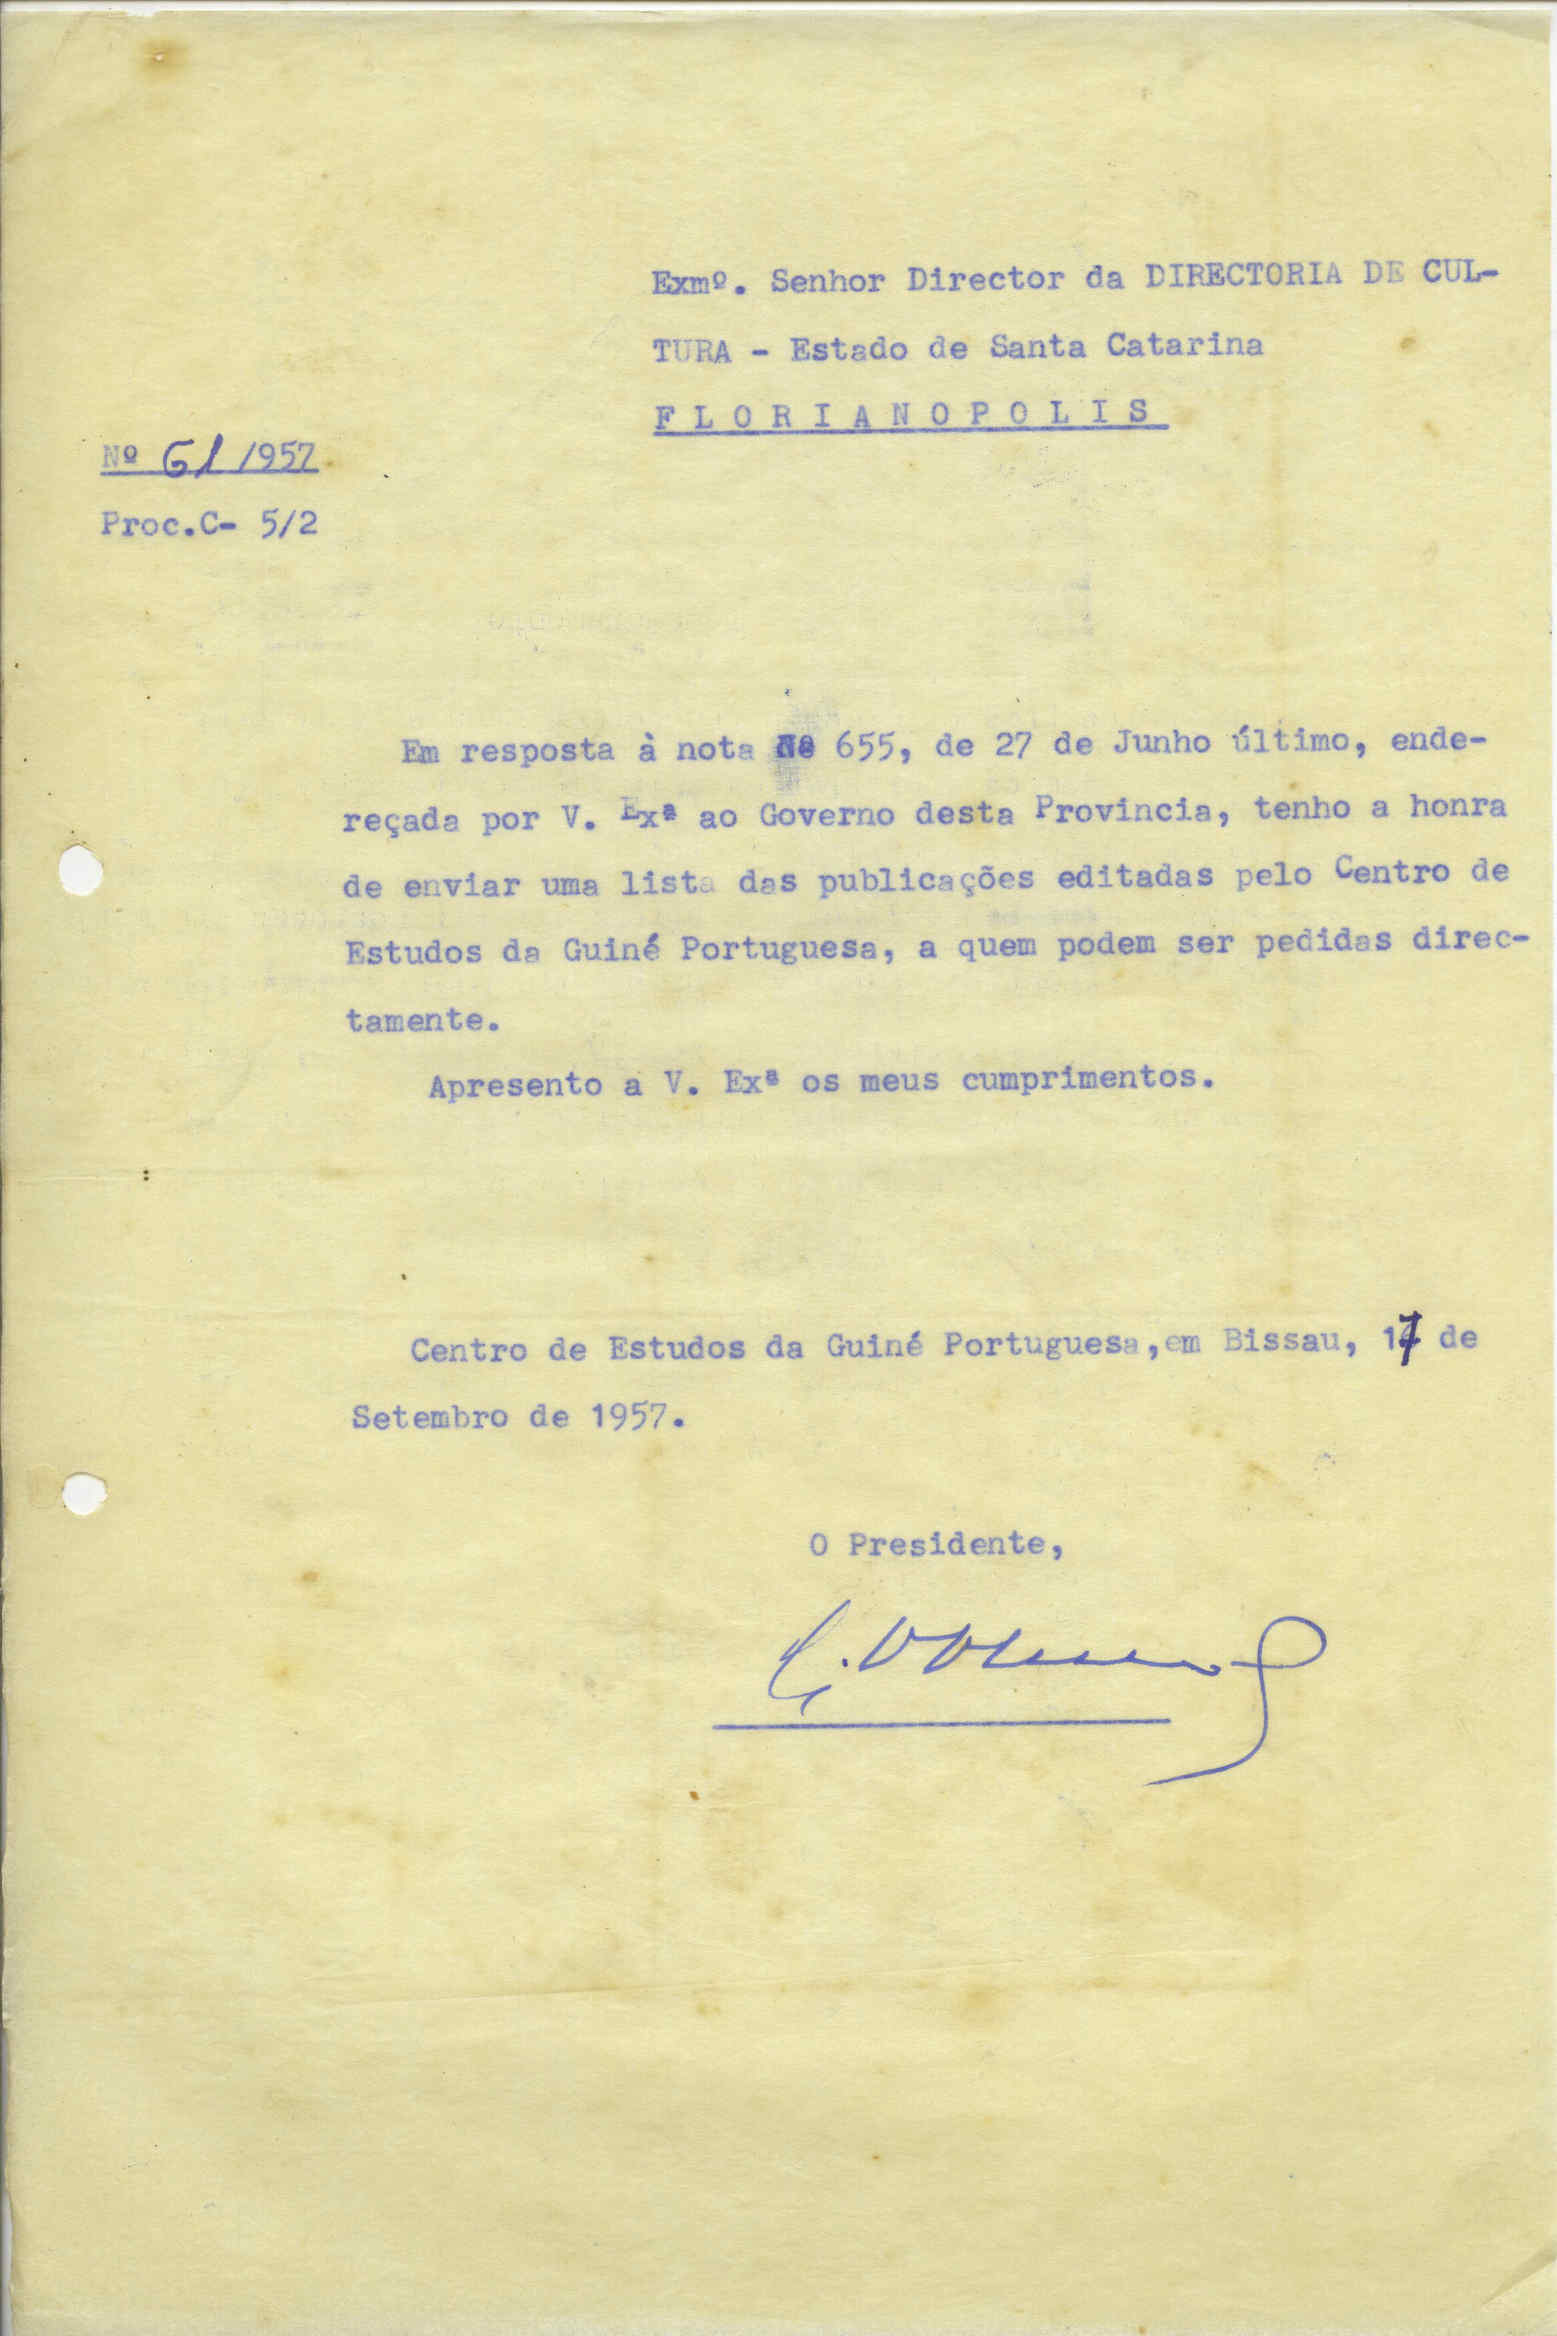 Exmº. Senhor Director da DIRECTORIA DE CUL-
TURA - Estado de Santa Catarina
F L O R I A N O P O L I S
Nº 61 /1957
Proc.C- 5/2
Em resposta à nota Nº 655, de 27 de Junho último, ende-
reçada por V. Exª ao Governo desta Provincia, tenho a honra
de enviar uma lista das publicações editadas pelo Centro de
Estudos da Guiné Portuguesa, a quem podem ser pedidas direc-
tamente.
Apresento a V. Exª os meus cumprimentos.
Centro de Estudos da Guiné Portuguesa,em Bissau, 17 de
Setembro de 1957.
O Presidente,